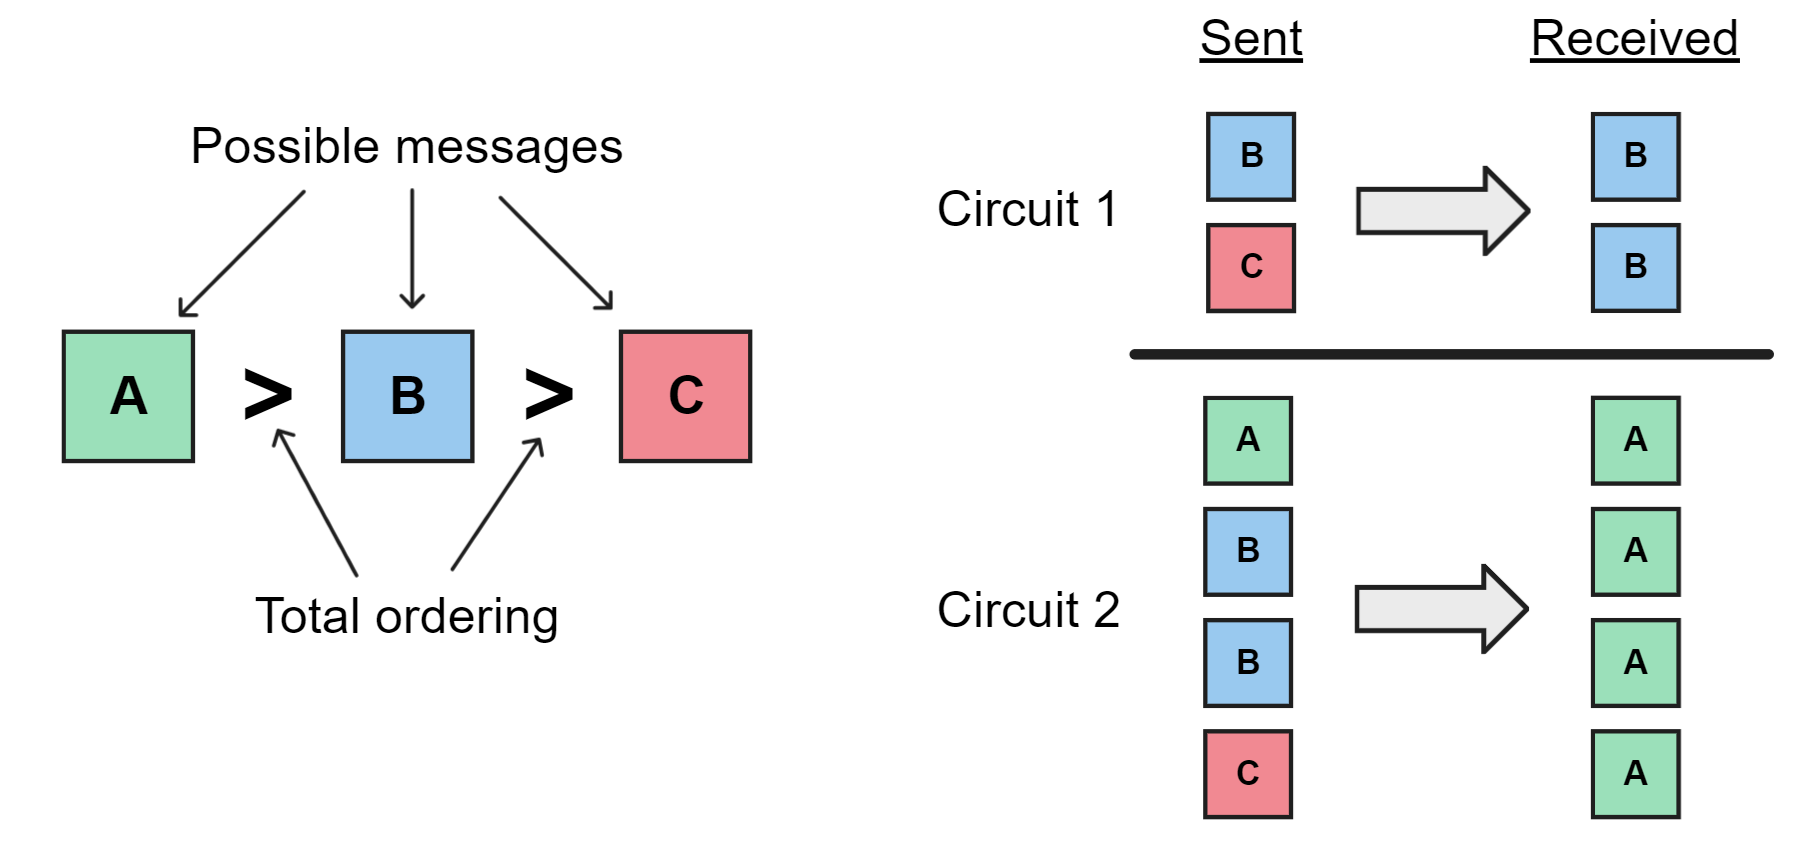 Possible messages
A > B > C
Total ordering
Sent Received
Circuit 1
B B
C B
Circuit 2
A A
B A
B A
C A